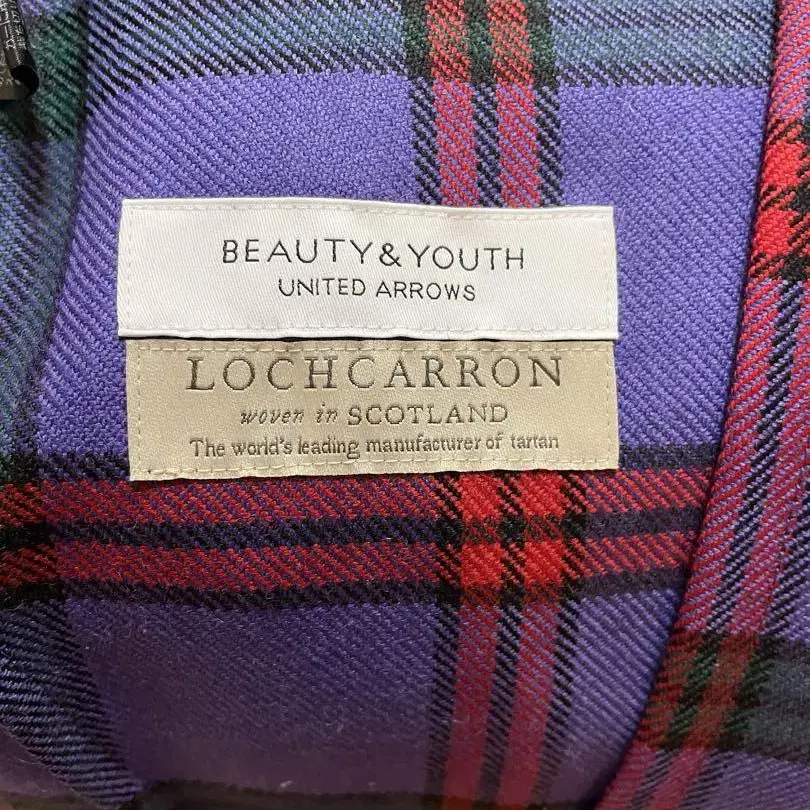 BEAUTY&YOUTH
UNITED ARROWS
LOCHCARRON
woven in SCOTLAND
The world's leading manufacturer of tartan